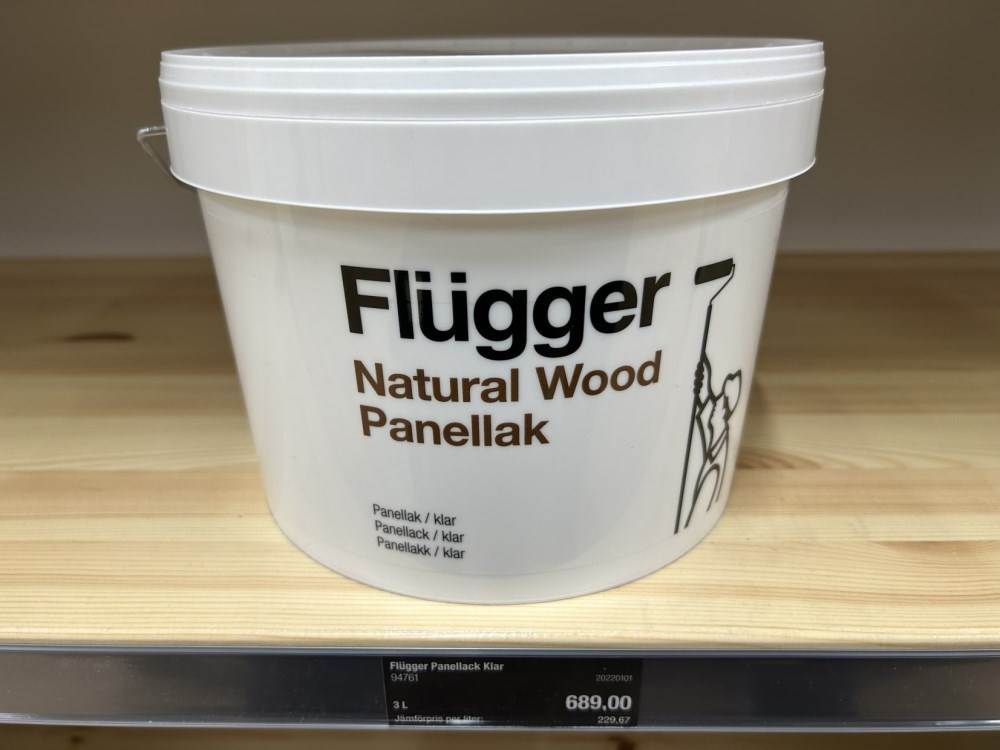 Flügger
Natural Wood
Panellak
Panellak / klar
Panellack / klar
Panellakk / klar
Flügger Panellack Klar
94761 20220101
3 L 689,00
Jämförpris per liter: 229.67